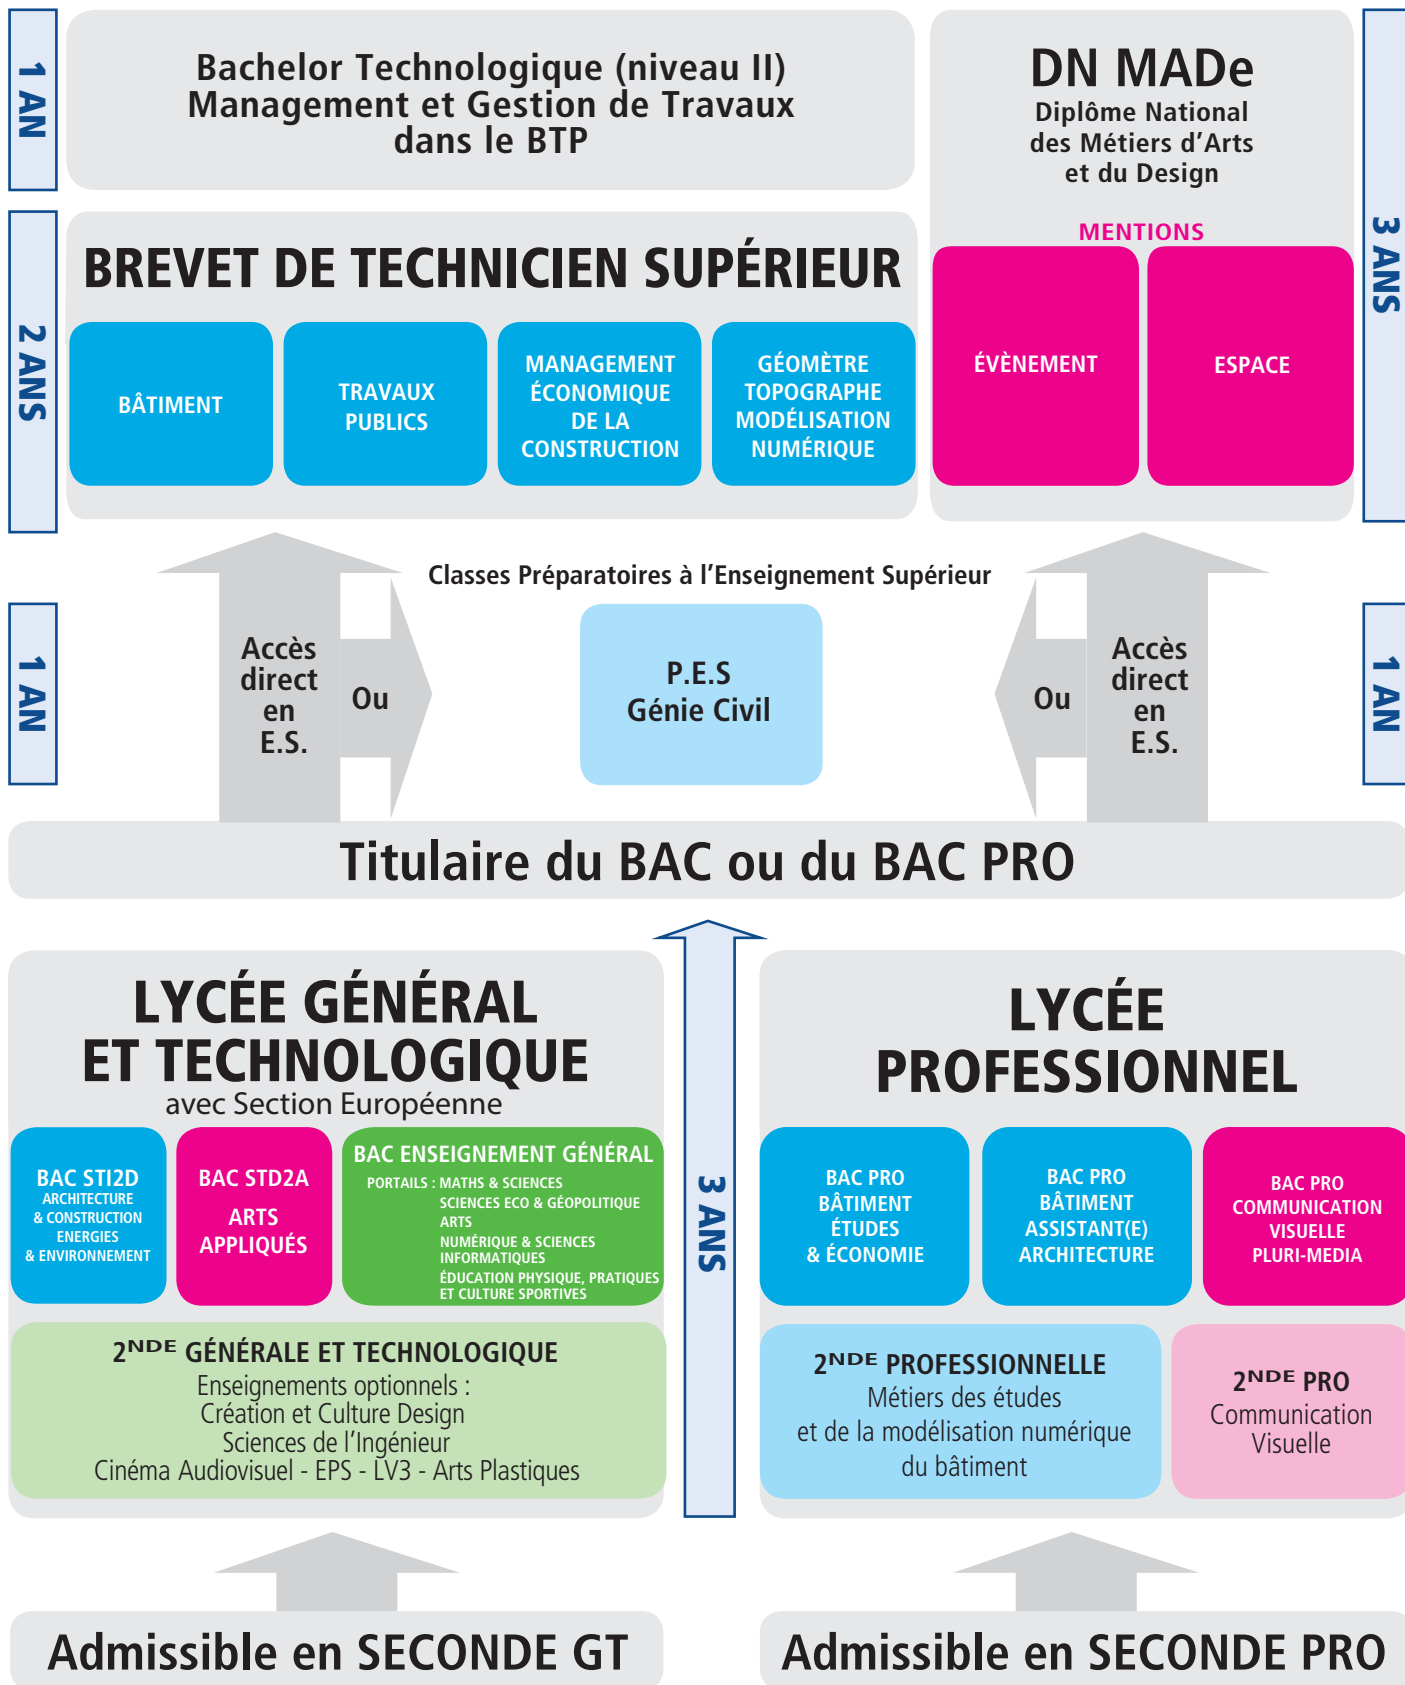 1 AN
Bachelor Technologique (niveau II)
Management et Gestion de Travaux
dans le BTP
DN MADe
Diplôme National
des Métiers d’Arts
et du Design
MENTIONS
ÉVÈNEMENT
ESPACE
3 ANS
2 ANS
BREVET DE TECHNICIEN SUPÉRIEUR
BÂTIMENT
TRAVAUX
PUBLICS
MANAGEMENT
ÉCONOMIQUE
DE LA
CONSTRUCTION
GÉOMÈTRE
TOPOGRAPHE
MODÉLISATION
NUMÉRIQUE
Classes Préparatoires à l’Enseignement Supérieur
1 AN
Accès
direct
en
E.S.
Ou
P.E.S
Génie Civil
Ou
Accès
direct
en
E.S.
1 AN
Titulaire du BAC ou du BAC PRO
LYCÉE GÉNÉRAL
ET TECHNOLOGIQUE
avec Section Européenne
BAC STI2D
ARCHITECTURE
& CONSTRUCTION
ENERGIES
& ENVIRONNEMENT
BAC STD2A
ARTS
APPLIQUÉS
BAC ENSEIGNEMENT GÉNÉRAL
PORTAILS : MATHS & SCIENCES
SCIENCES ECO & GÉOPOLITIQUE
ARTS
NUMÉRIQUE & SCIENCES
INFORMATIQUES
ÉDUCATION PHYSIQUE, PRATIQUES
ET CULTURE SPORTIVES
2NDE GÉNÉRALE ET TECHNOLOGIQUE
Enseignements optionnels :
Création et Culture Design
Sciences de l’Ingénieur
Cinéma Audiovisuel - EPS - LV3 - Arts Plastiques
3 ANS
LYCÉE
PROFESSIONNEL
BAC PRO
BÂTIMENT
ÉTUDES
& ÉCONOMIE
BAC PRO
BÂTIMENT
ASSISTANT(E)
ARCHITECTURE
BAC PRO
COMMUNICATION
VISUELLE
PLURI-MEDIA
2NDE PROFESSIONNELLE
Métiers des études
et de la modélisation numérique
du bâtiment
2NDE PRO
Communication
Visuelle
Admissible en SECONDE GT
Admissible en SECONDE PRO